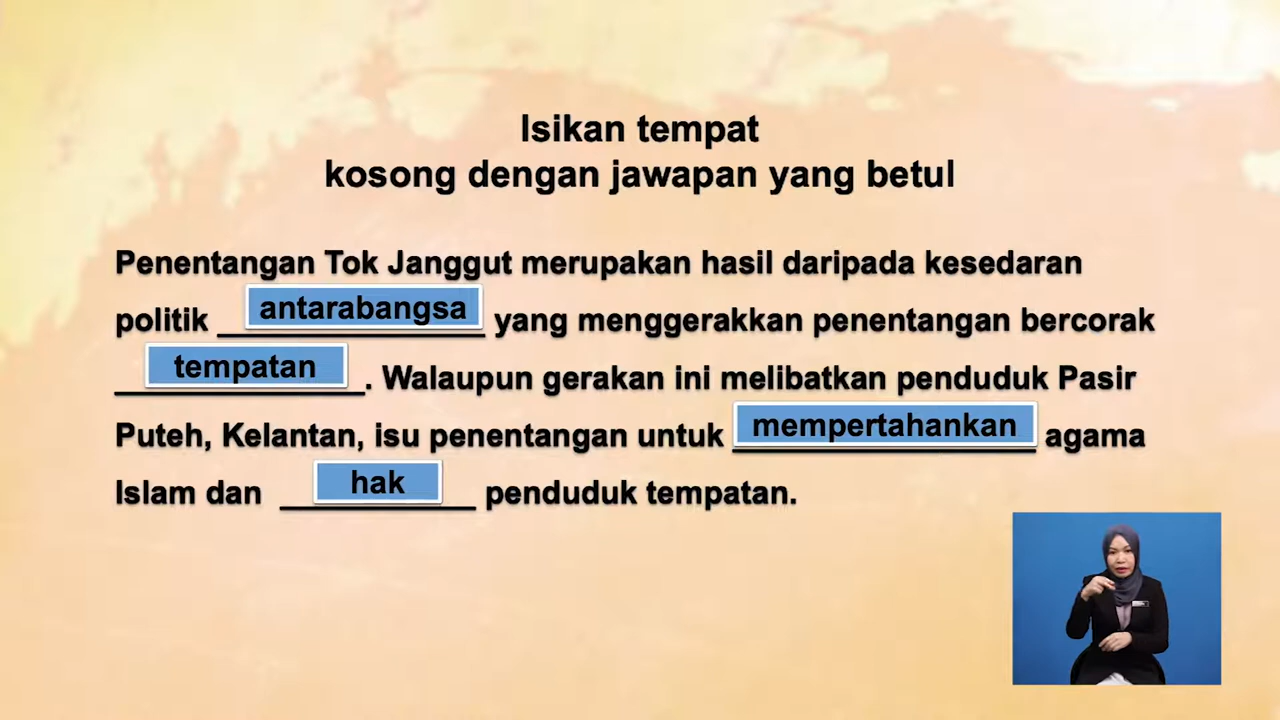 Isikan tempat
kosong dengan jawapan yang betul
Penentangan Tok Janggut merupakan hasil daripada kesedaran
politik antarabangsa yang menggerakkan penentangan bercorak
tempatan. Walaupun gerakan ini melibatkan penduduk Pasir
Puteh, Kelantan, isu penentangan untuk mempertahankan agama
Islam dan hak penduduk tempatan.